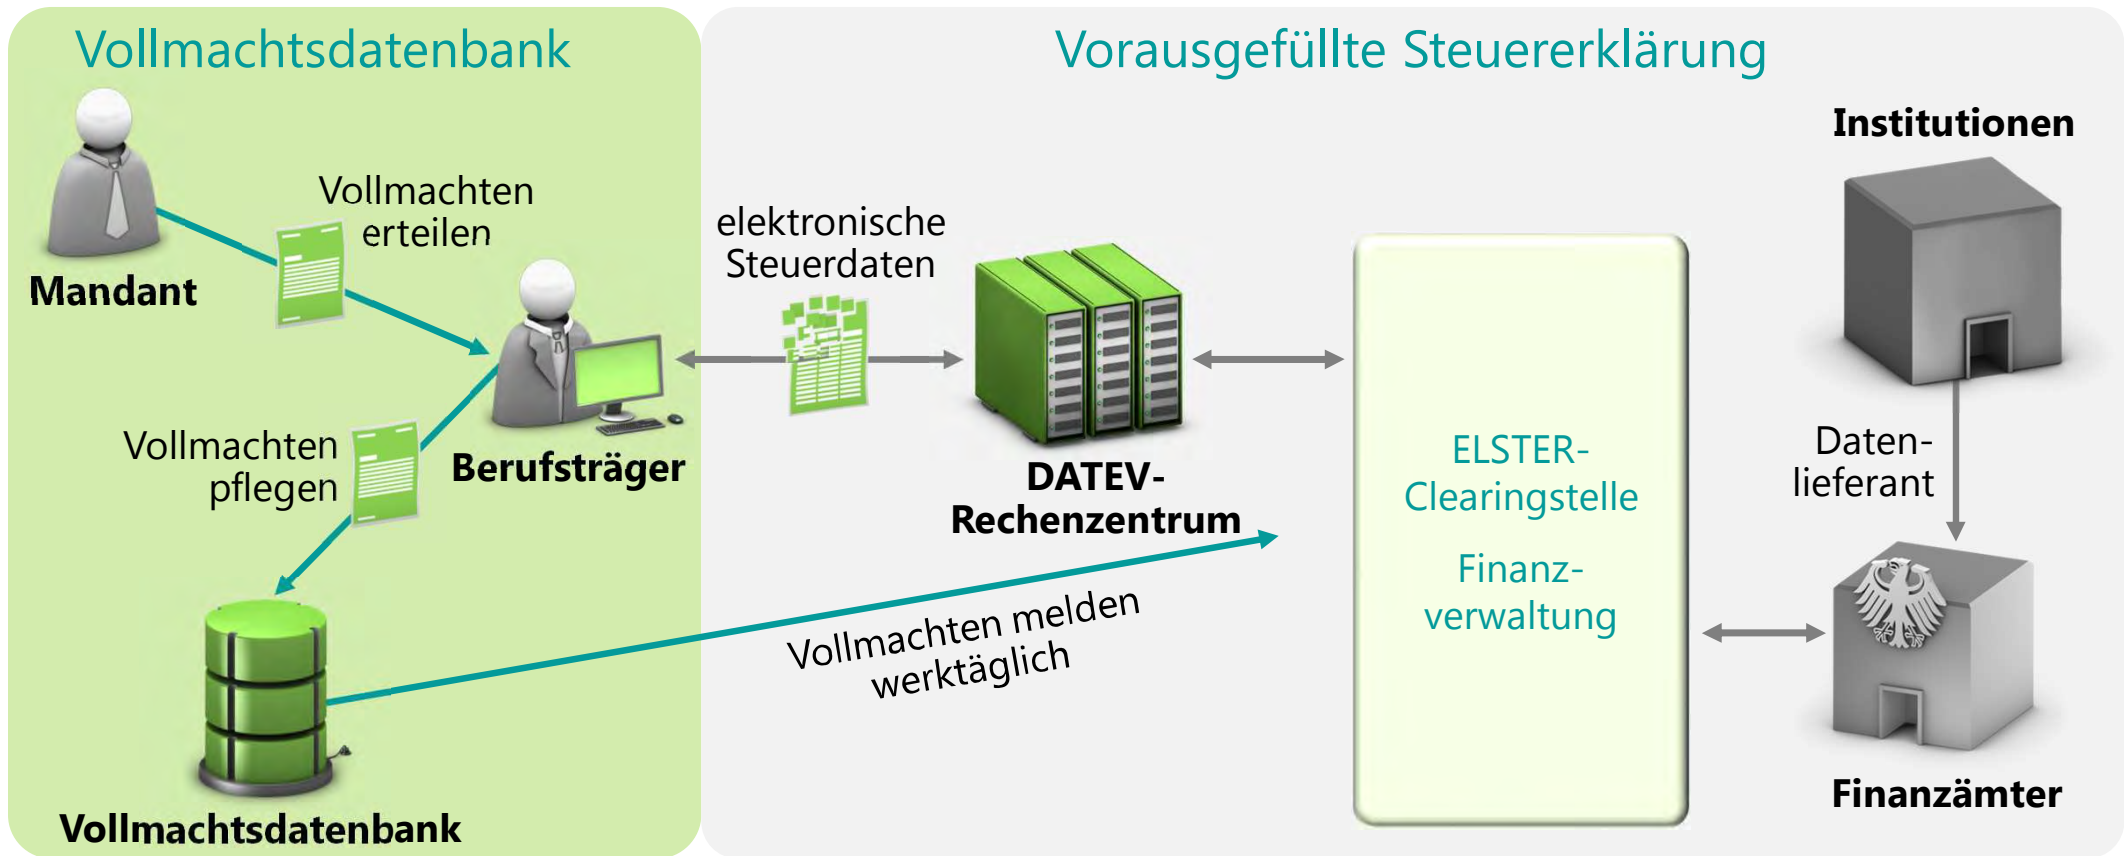 Vollmachtsdatenbank
Mandant
Vollmachten
erteilen
Berufsträger
Vollmachten
pflegen
Vollmachtsdatenbank
Vorausgefüllte Steuererklärung
elektronische
Steuerdaten
DATEV-
Rechenzentrum
Vollmachten melden
werktäglich
ELSTER-
Clearingstelle
Finanz-
verwaltung
Institutionen
Daten-
lieferant
Finanzämter